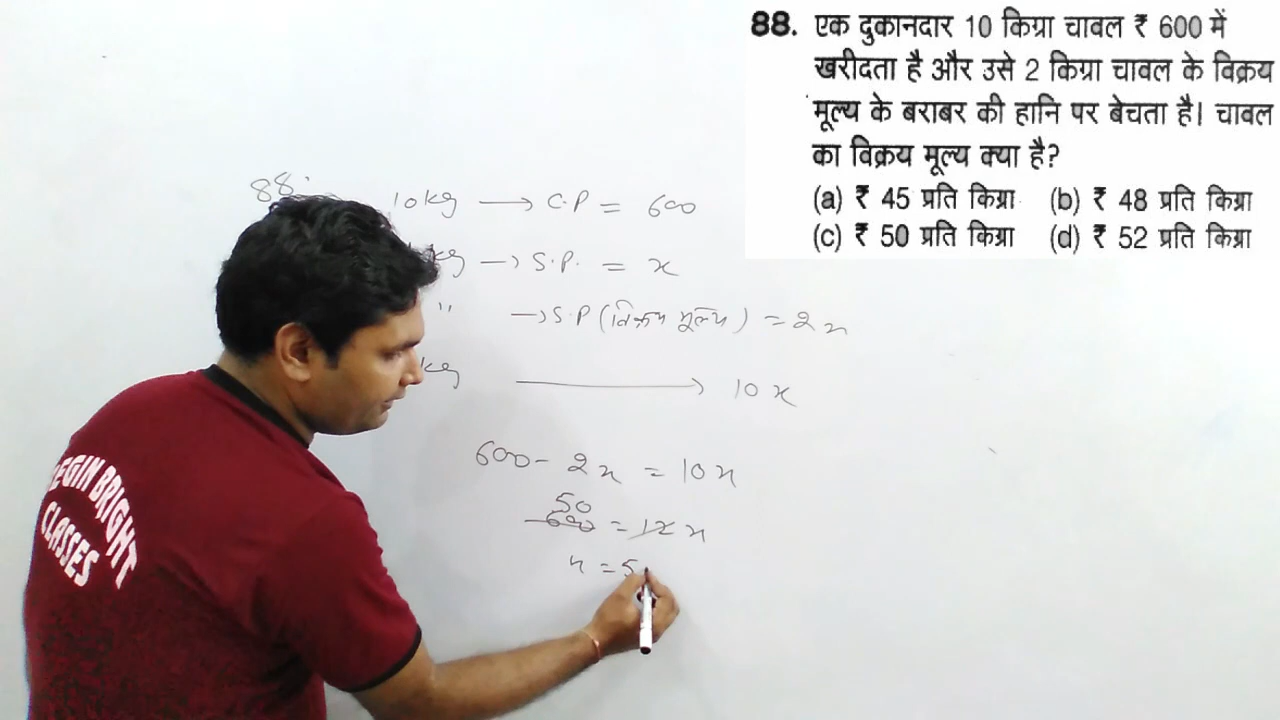 88. एक दुकानदार 10 किग्रा चावल ₹ 600 में
खरीदता है और उसे 2 किग्रा चावल के विक्रय
मूल्य के बराबर की हानि पर बेचता है। चावल
का विक्रय मूल्य क्या है?
(a) ₹ 45 प्रति किग्रा (b) ₹ 48 प्रति किग्रा
(c) ₹ 50 प्रति किग्रा (d) ₹ 52 प्रति किग्रा
88.
10kg → C.P = 600
kg → S.P. = x
" → S.P (विक्रय मूल्य) = 2x
kg → 10x
600 - 2x = 10x
50
600 = 12x
x = 5
BEGIN BRIGHT
CLASSES